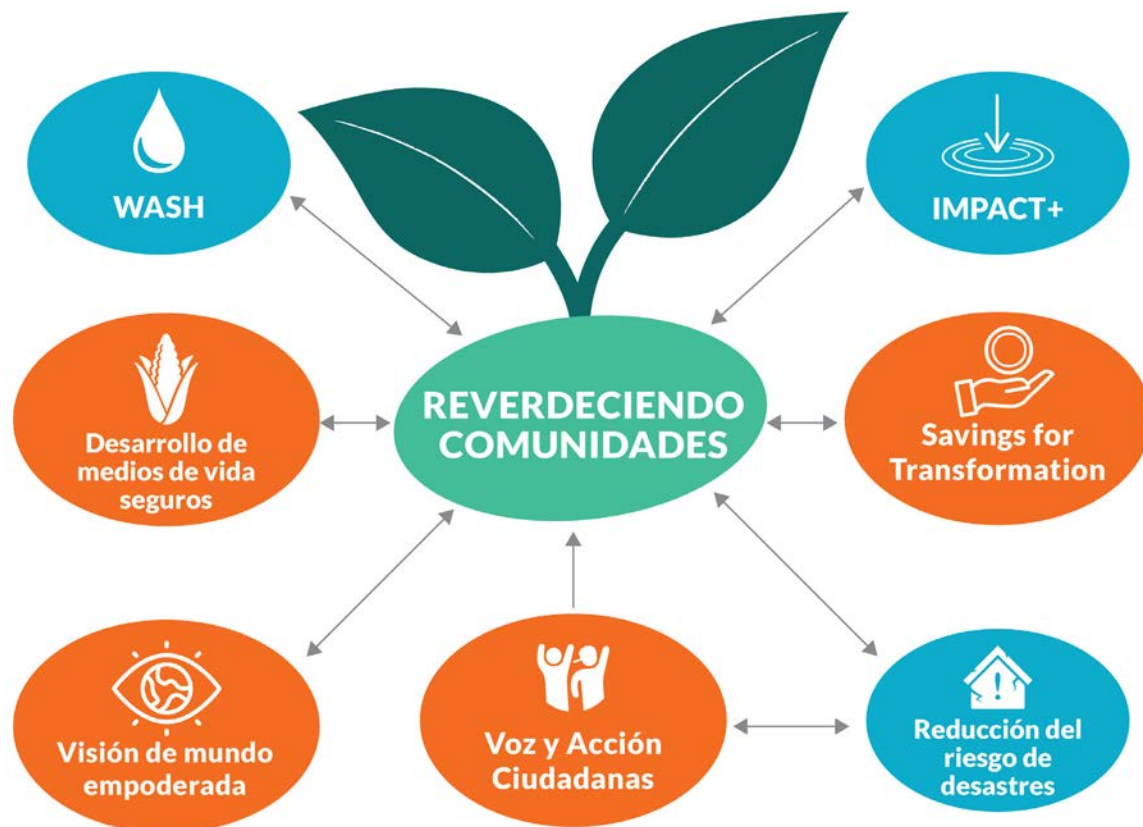 WASH
IMPACT+
REVERDECIENDO
COMUNIDADES
Desarrollo de
medios de vida
seguros
Savings for
Transformation
Visión de mundo
empoderada
Voz y Acción
Ciudadanas
Reducción del
riesgo de
desastres